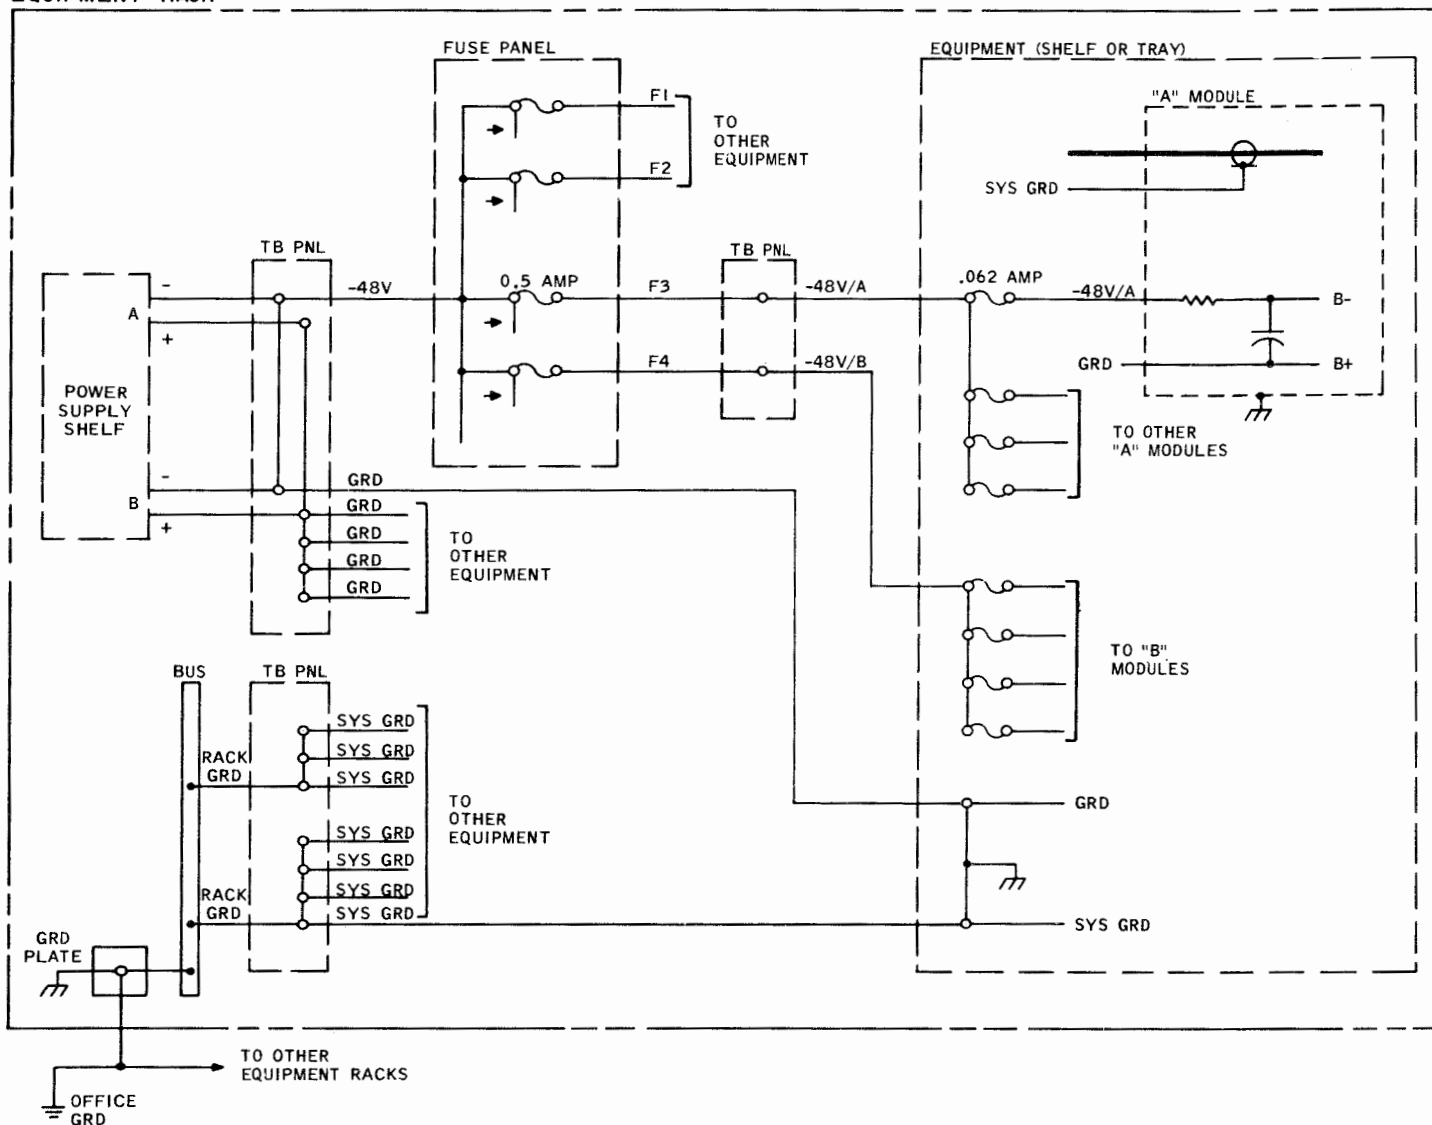 FUSE PANEL
EQUIPMENT (SHELF OR TRAY)
"A" MODULE
F1
TO
OTHER
EQUIPMENT
F2
SYS GRD
TB PNL
TB PNL
-
A
+
-48V
0.5 AMP
F3
-48V/A
.062 AMP
-48V/A
B-
F4
-48V/B
GRD
B+
POWER
SUPPLY
SHELF
TO OTHER
"A" MODULES
-
B
+
GRD
GRD
GRD
GRD
GRD
TO
OTHER
EQUIPMENT
TO "B"
MODULES
BUS
TB PNL
RACK
GRD
SYS GRD
SYS GRD
SYS GRD
SYS GRD
SYS GRD
SYS GRD
SYS GRD
TO
OTHER
EQUIPMENT
RACK
GRD
GRD
SYS GRD
GRD
PLATE
TO OTHER
EQUIPMENT RACKS
OFFICE
GRD